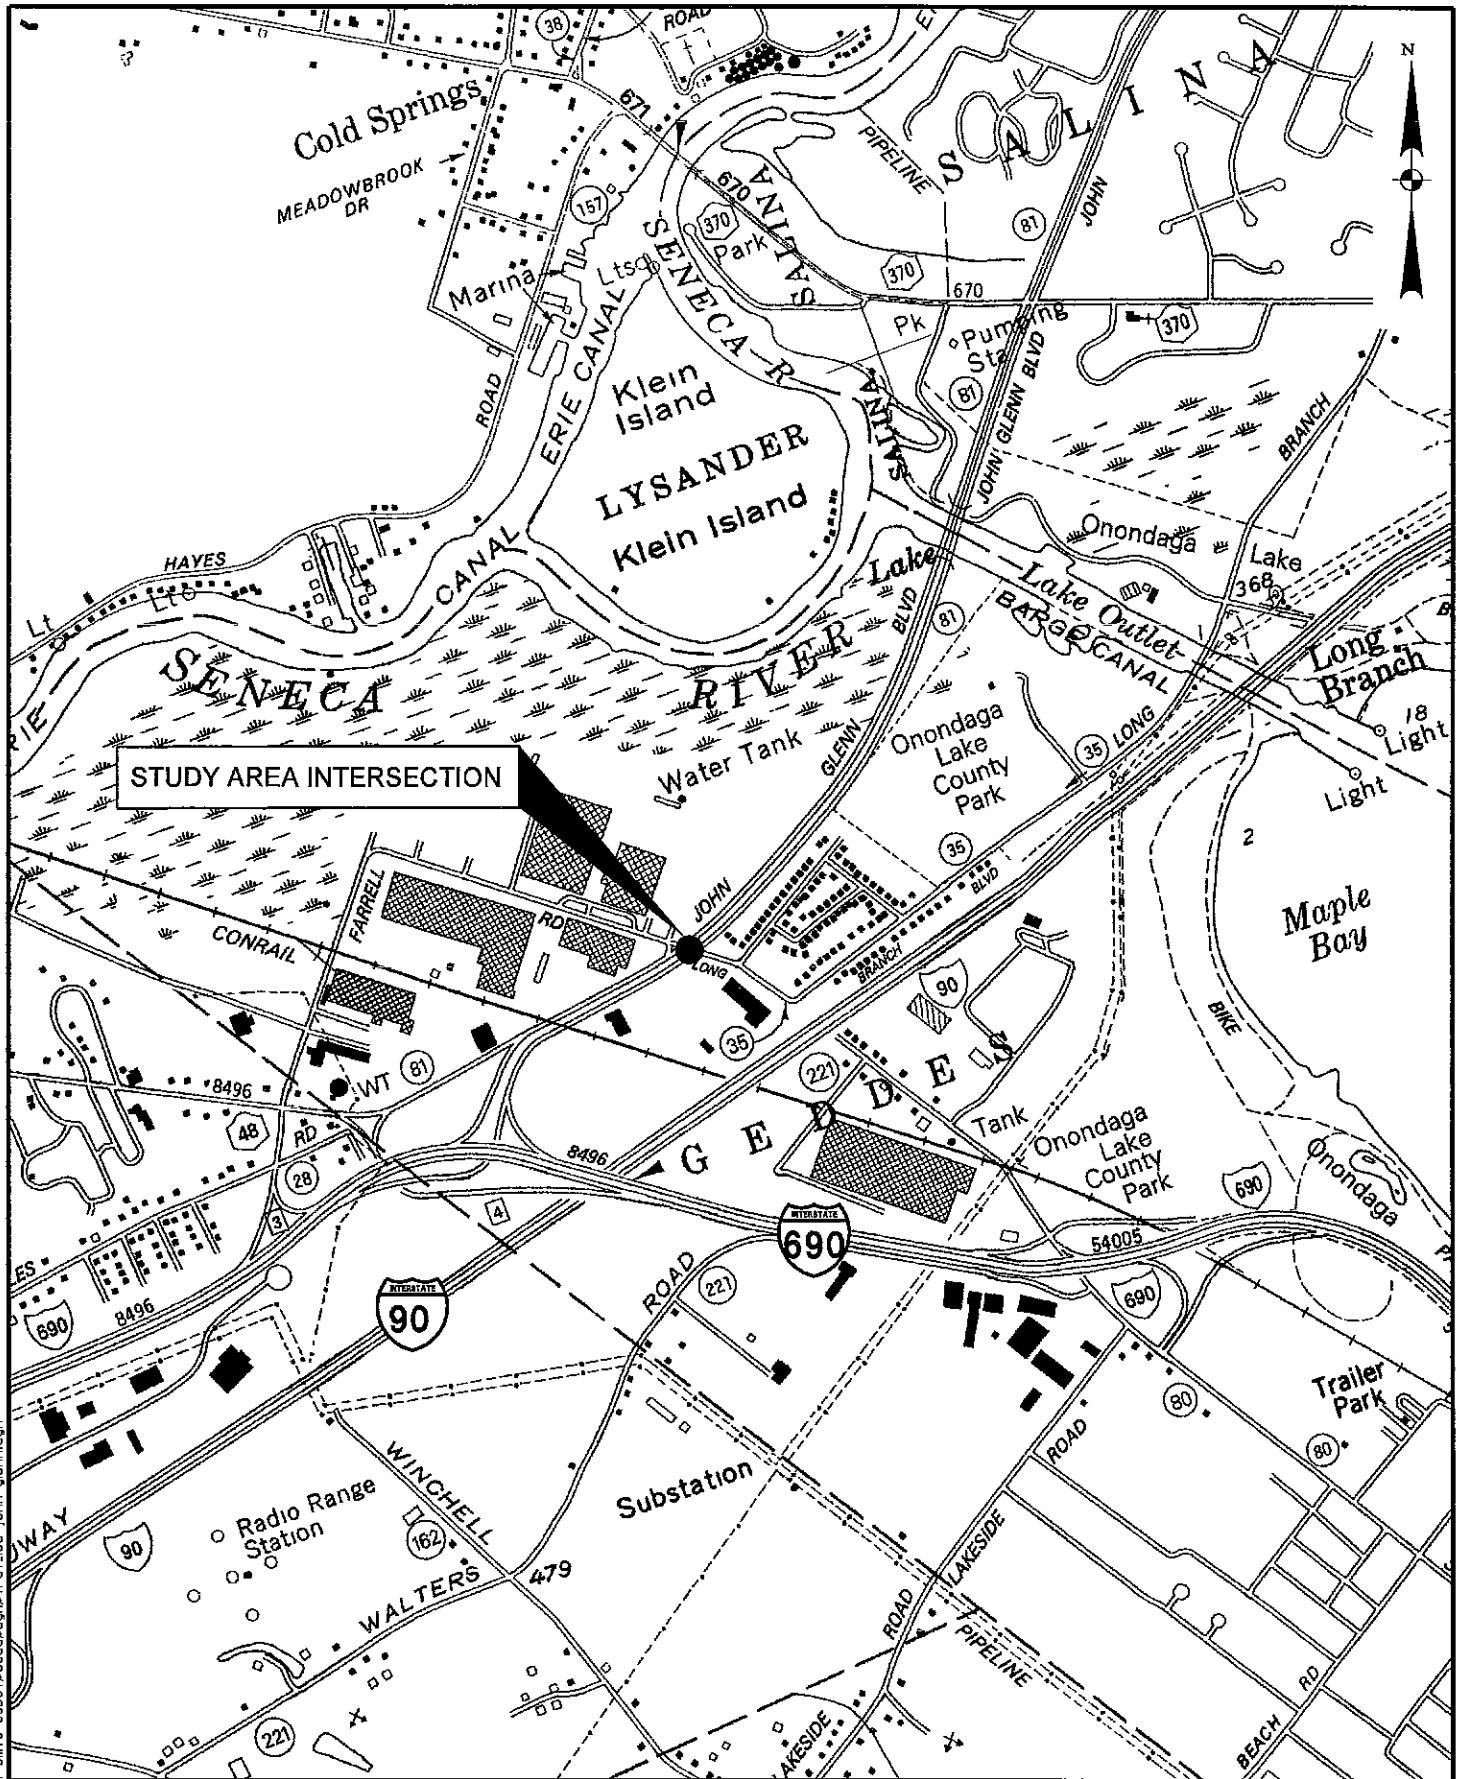 38
ROAD
N
671
Cold Springs
MEADOWBROOK
DR
157
PIPELINE
SALINA
670
SALINA
370
Park
81
JOHN
Marina
Lts
SENECA R
370
670
Pk
Pumping
Sta
370
81
ROAD
ERIE CANAL
Klein
Island
LYSANDER
Klein Island
SALINA
JOHN GLENN BLVD
BRANCH
HAYES
Lt
Lt
CANAL
Lake
Onondaga
Lake
368
Lake Outlet
BARGE CANAL
81
BLVD
Long
Branch
SENECA
RIVER
18
Light
Light
Water Tank
GLENN
Onondaga
Lake
County
Park
35
LONG
STUDY AREA INTERSECTION
2
35
BLVD
FARRELL
RD
JOHN
Maple
Bay
CONRAIL
LONG
BRANCH
90
BIKE
35
WT
81
221
8496
48
RD
28
GEDDES
Tank
8496
Onondaga
Lake
County
Park
Onondaga
690
3
4
INTERSTATE
690
54005
ROAD
221
INTERSTATE
90
690
690
8496
80
Trailer
Park
80
ROAD
WINCHELL
Substation
Radio Range
Station
90
162
WALTERS
479
LAKESIDE
ROAD
PIPELINE
221
LAKESIDE
BEACH
RD